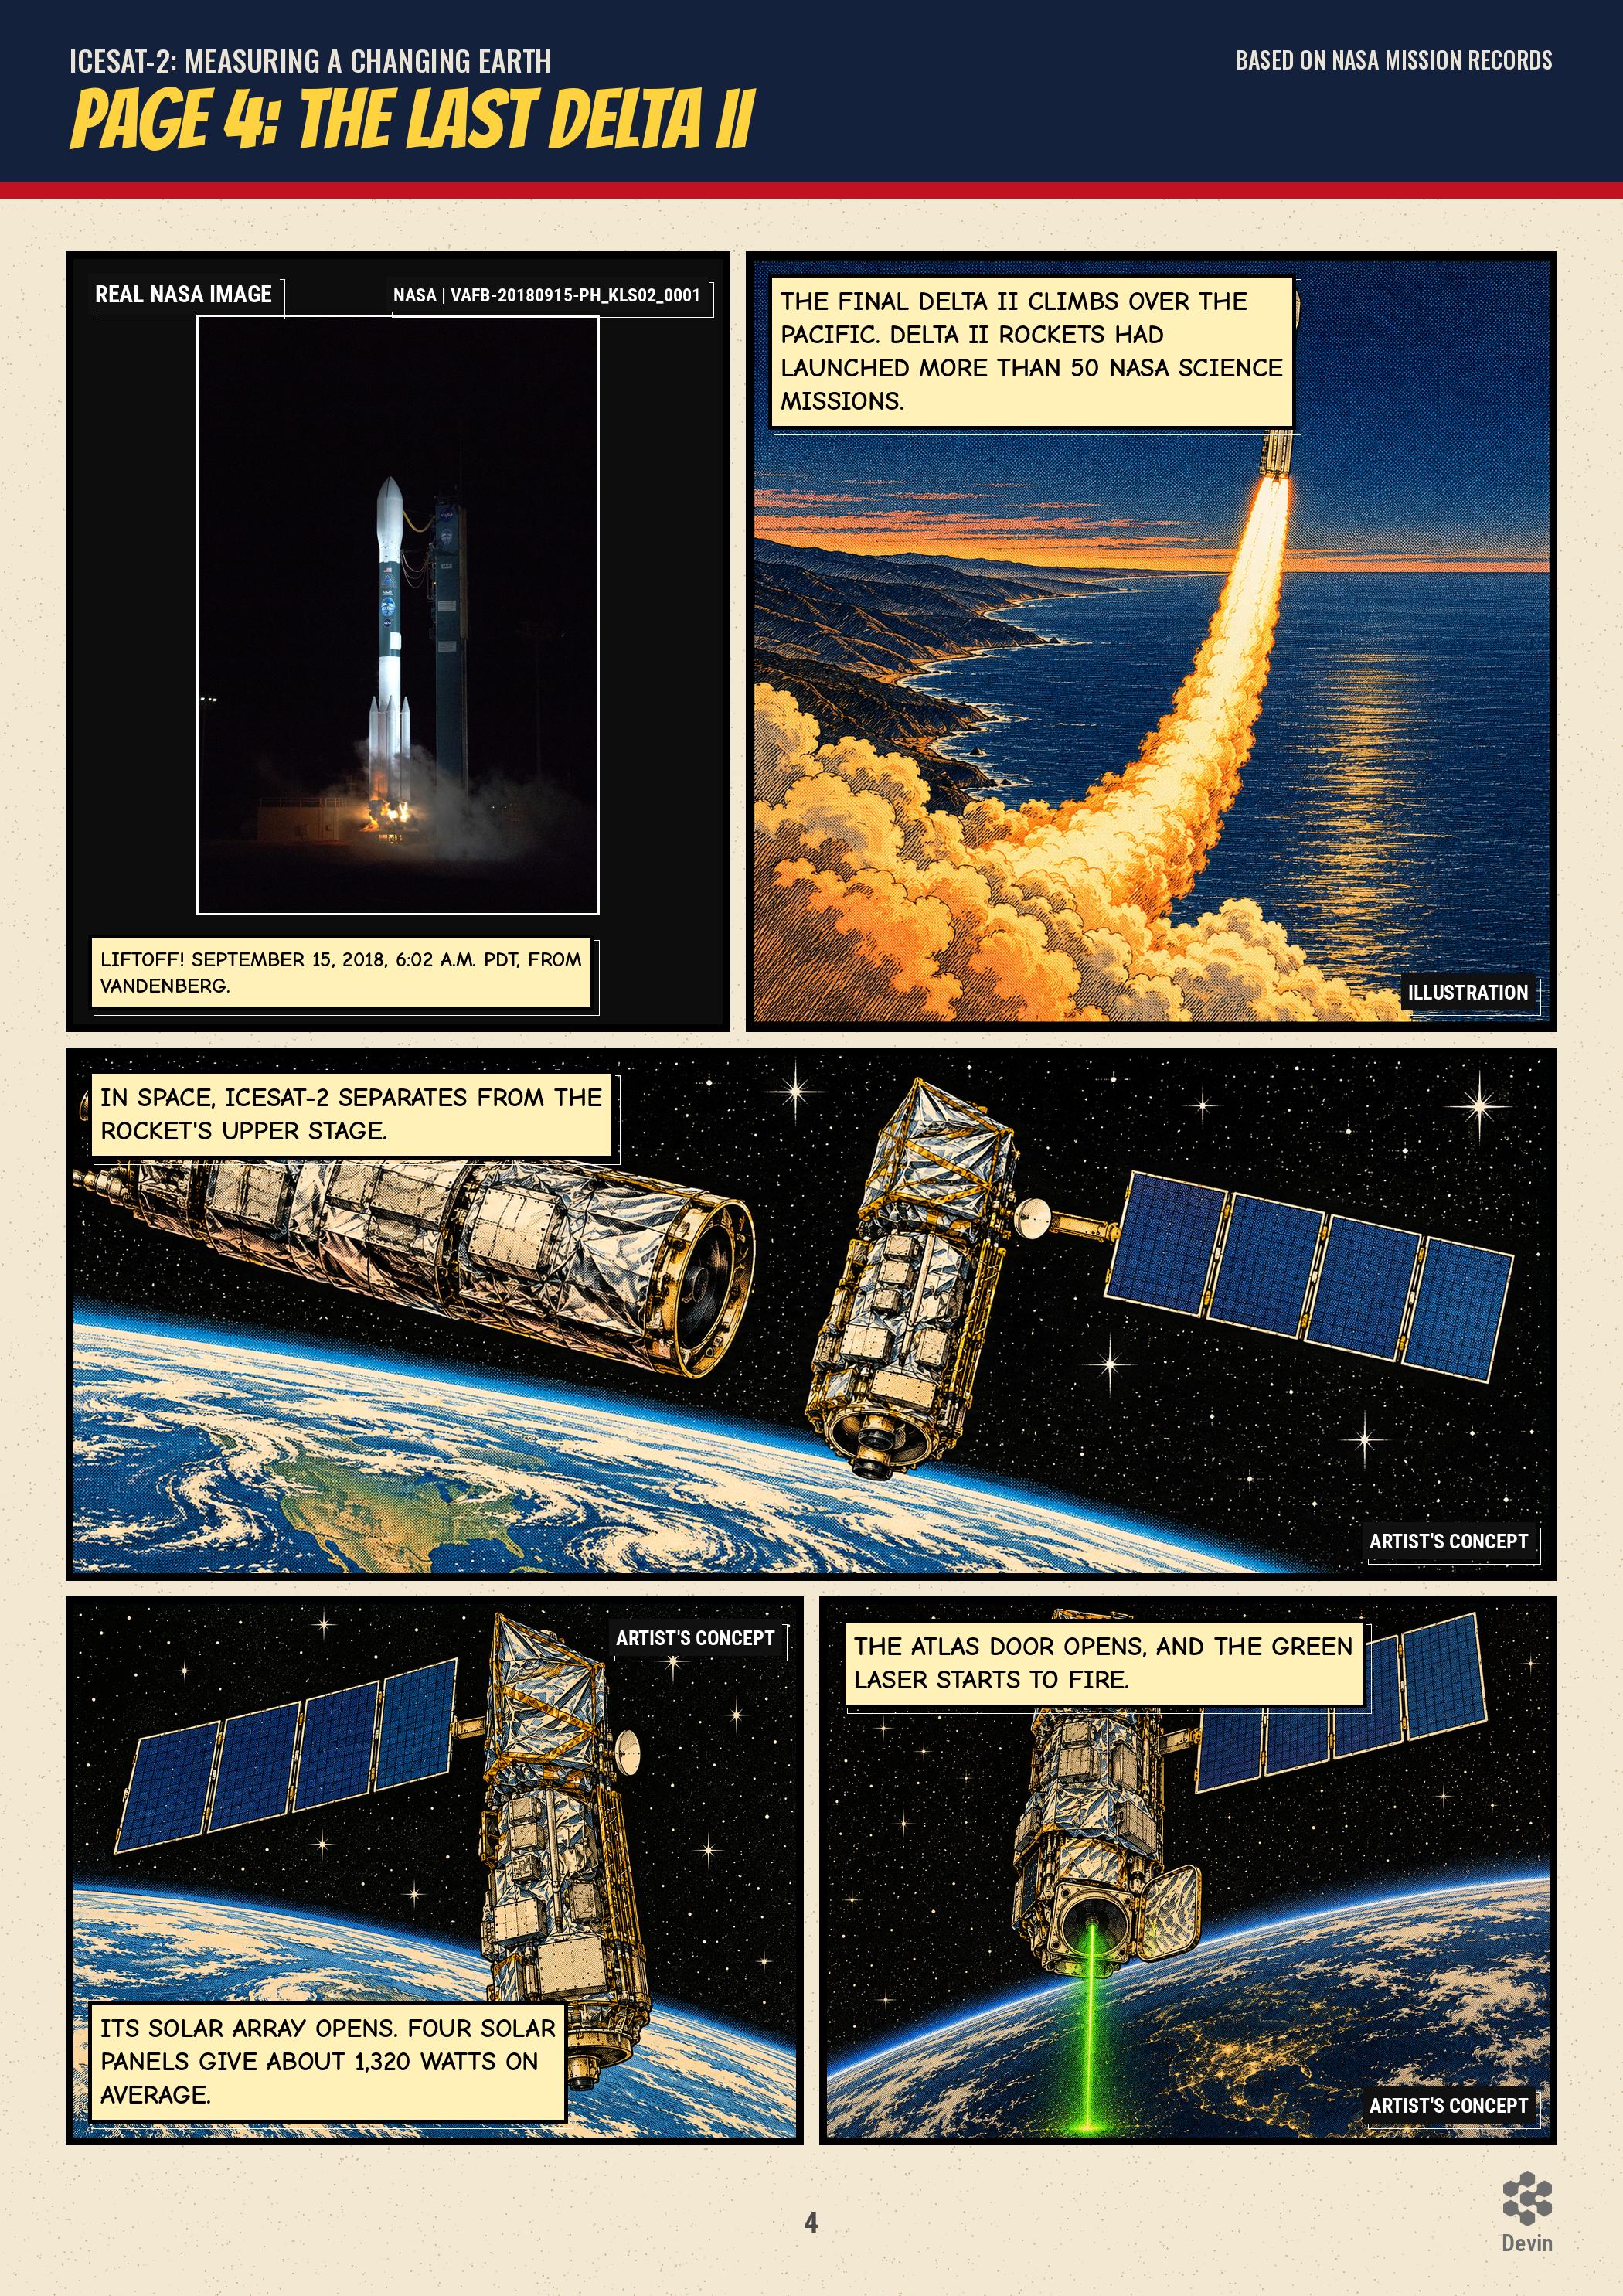 ICESAT-2: MEASURING A CHANGING EARTH
BASED ON NASA MISSION RECORDS
PAGE 4: THE LAST DELTA II
REAL NASA IMAGE
NASA | VAFB-20180915-PH_KLS02_0001
LIFTOFF! SEPTEMBER 15, 2018, 6:02 A.M. PDT, FROM
VANDENBERG.
THE FINAL DELTA II CLIMBS OVER THE
PACIFIC. DELTA II ROCKETS HAD
LAUNCHED MORE THAN 50 NASA SCIENCE
MISSIONS.
ILLUSTRATION
IN SPACE, ICESAT-2 SEPARATES FROM THE
ROCKET'S UPPER STAGE.
ARTIST'S CONCEPT
ARTIST'S CONCEPT
ITS SOLAR ARRAY OPENS. FOUR SOLAR
PANELS GIVE ABOUT 1,320 WATTS ON
AVERAGE.
THE ATLAS DOOR OPENS, AND THE GREEN
LASER STARTS TO FIRE.
ARTIST'S CONCEPT
4
Devin